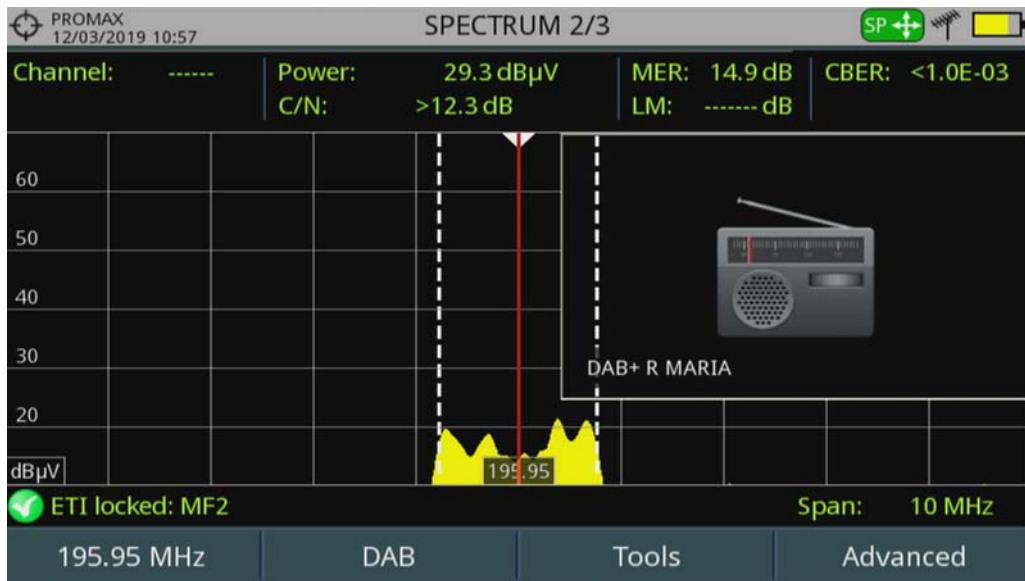 PROMAX
12/03/2019 10:57
SPECTRUM 2/3
SP
Channel: ------
Power: 29.3 dBµV
C/N: >12.3 dB
MER: 14.9 dB
LM: ------- dB
CBER: <1.0E-03
60
50
40
30
20
dBµV
195.95
DAB+ R MARIA
ETI locked: MF2
Span: 10 MHz
195.95 MHz
DAB
Tools
Advanced